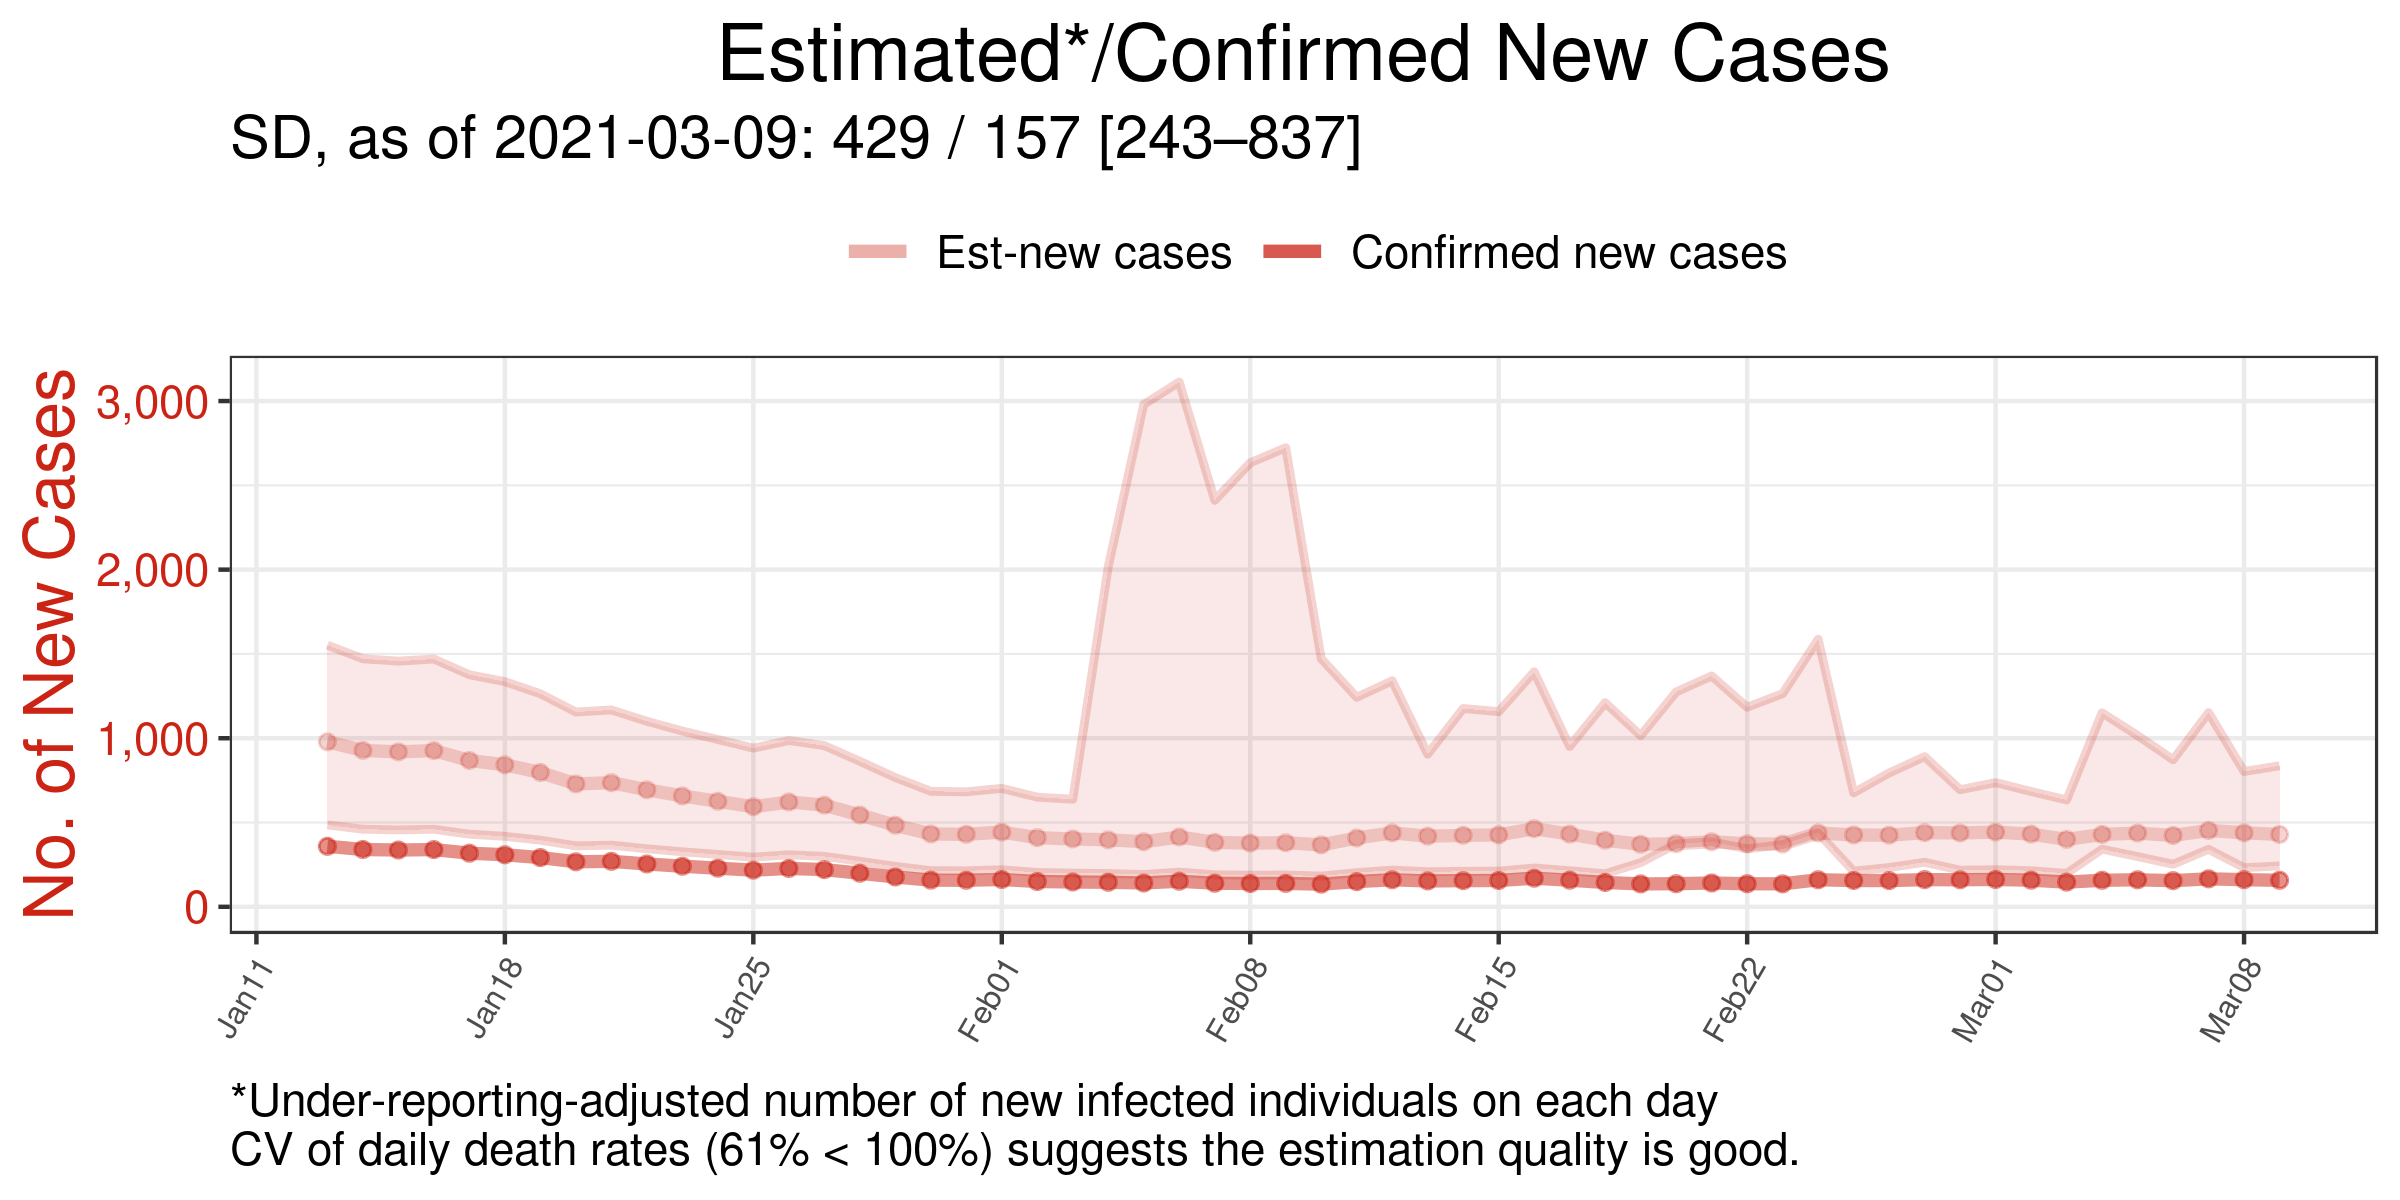 Estimated*/Confirmed New Cases
SD, as of 2021-03-09: 429 / 157 [243–837]
Est-new cases Confirmed new cases
No. of New Cases
3,000
2,000
1,000
0
Jan11 Jan18 Jan25 Feb01 Feb08 Feb15 Feb22 Mar01 Mar08
*Under-reporting-adjusted number of new infected individuals on each day
CV of daily death rates (61% < 100%) suggests the estimation quality is good.